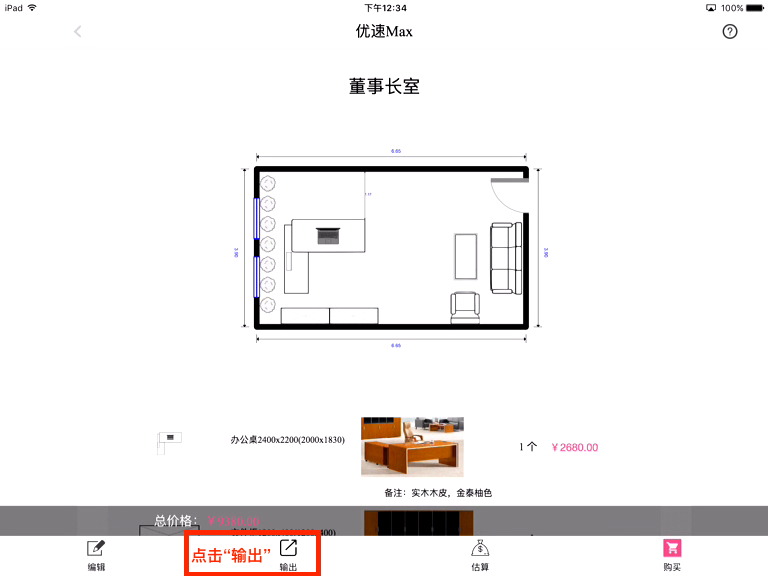 iPad 下午12:34 100%
优速Max
董事长室
6.65
3.90
3.90
6.65
办公桌2400x2200(2000x1830)
1 个 ￥2680.00
备注：实木木皮，金泰柚色
总价格：
点击“输出”
编辑 输出 估算 购买